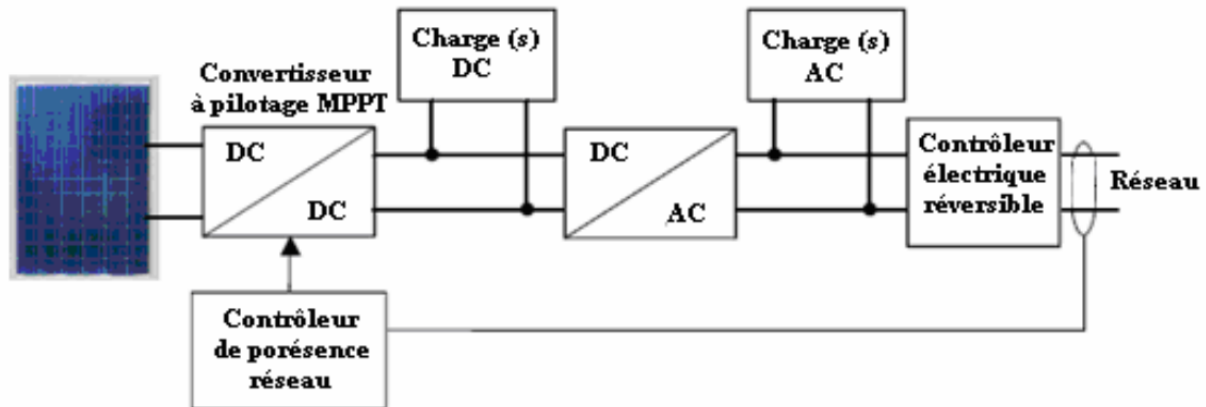 Convertisseur
à pilotage MPPT
DC
DC
Charge (s)
DC
DC
AC
Charge (s)
AC
Contrôleur
électrique
réversible
Réseau
Contrôleur
de porésence
réseau